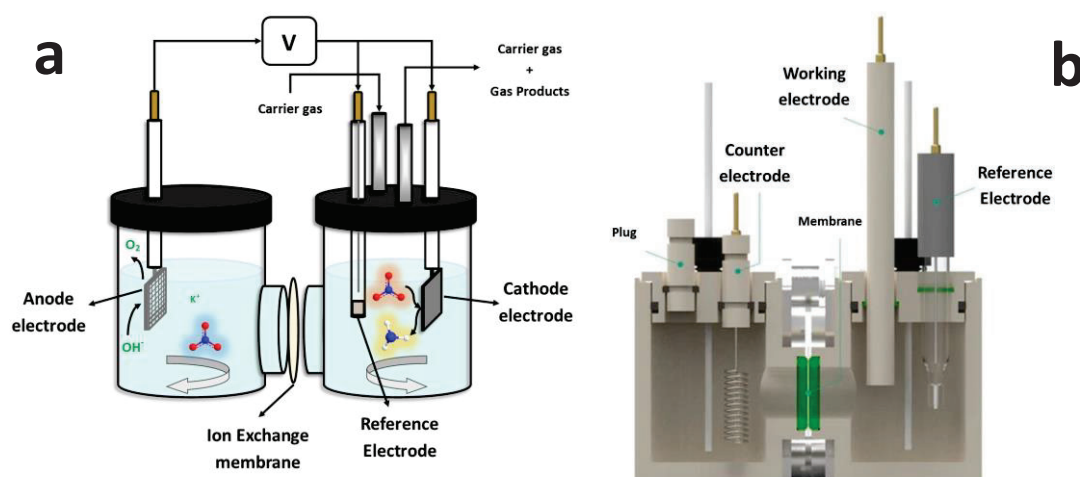 a
V
Carrier gas
Carrier gas
+
Gas Products
O₂
K⁺
OH⁻
Anode
electrode
Cathode
electrode
Ion Exchange
membrane
Reference
Electrode
b
Working
electrode
Counter
electrode
Reference
Electrode
Plug
Membrane